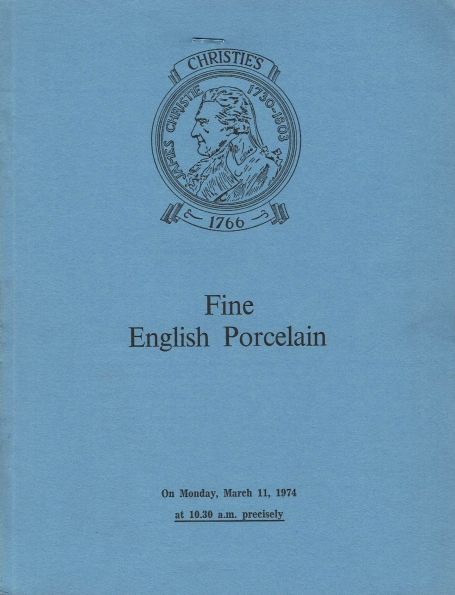 CHRISTIE'S
JAMES CHRISTIE 1730-1803
1766
Fine
English Porcelain
On Monday, March 11, 1974
at 10.30 a.m. precisely